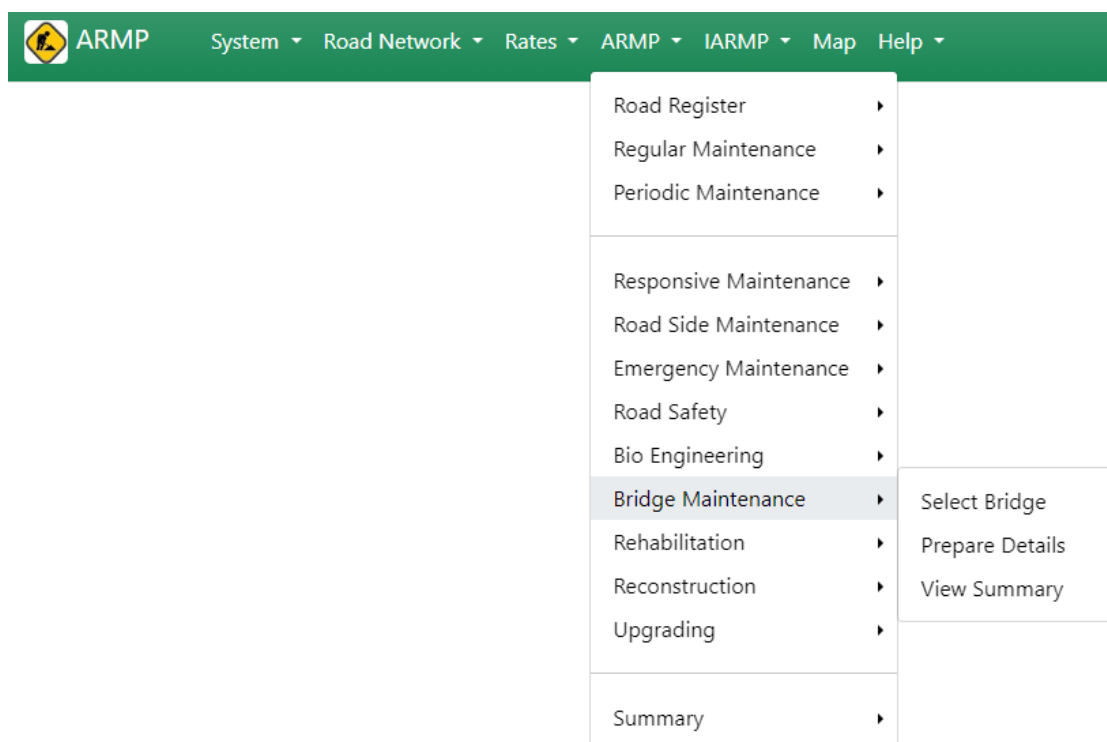 ARMP System Road Network Rates ARMP IARMP Map Help
Road Register
Regular Maintenance
Periodic Maintenance
Responsive Maintenance
Road Side Maintenance
Emergency Maintenance
Road Safety
Bio Engineering
Bridge Maintenance
Rehabilitation
Reconstruction
Upgrading
Summary
Select Bridge
Prepare Details
View Summary